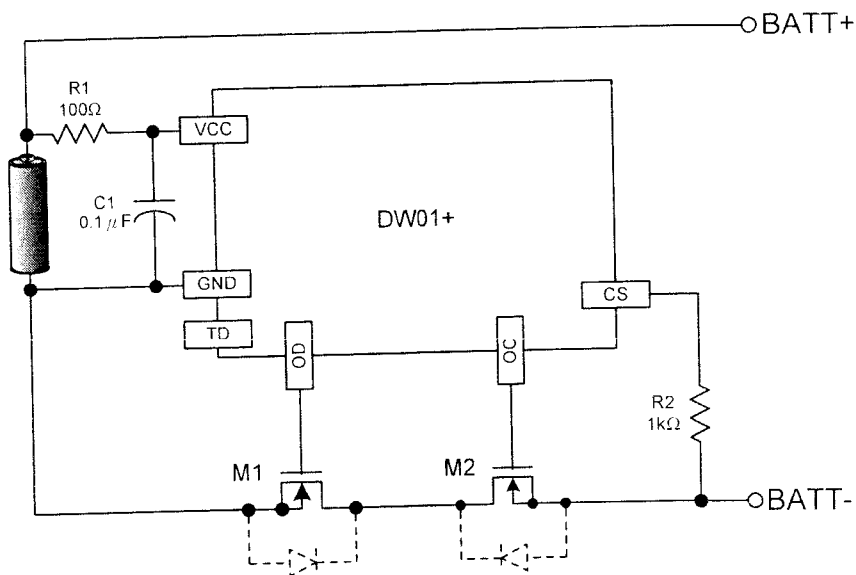 BATT+
R1
100Ω
VCC
C1
0.1μF
DW01+
GND
CS
TD
OD
OC
R2
1kΩ
M1
M2
BATT-